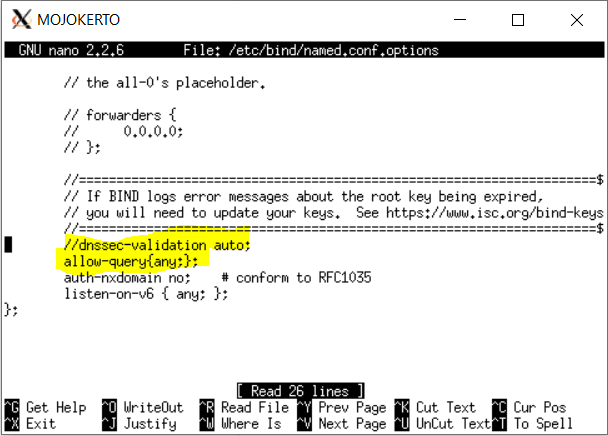 MOJOKERTO
GNU nano 2.2.6 File: /etc/bind/named.conf.options
// the all-0's placeholder.
// forwarders {
// 0.0.0.0;
// };
//=====================================================================$
// If BIND logs error messages about the root key being expired,
// you will need to update your keys. See https://www.isc.org/bind-keys
//=====================================================================$
//dnssec-validation auto;
allow-query{any;};
auth-nxdomain no; # conform to RFC1035
listen-on-v6 { any; };
};
[ Read 26 lines ]
^G Get Help ^O WriteOut ^R Read File ^Y Prev Page ^K Cut Text ^C Cur Pos
^X Exit ^J Justify ^W Where Is ^V Next Page ^U UnCut Text^T To Spell